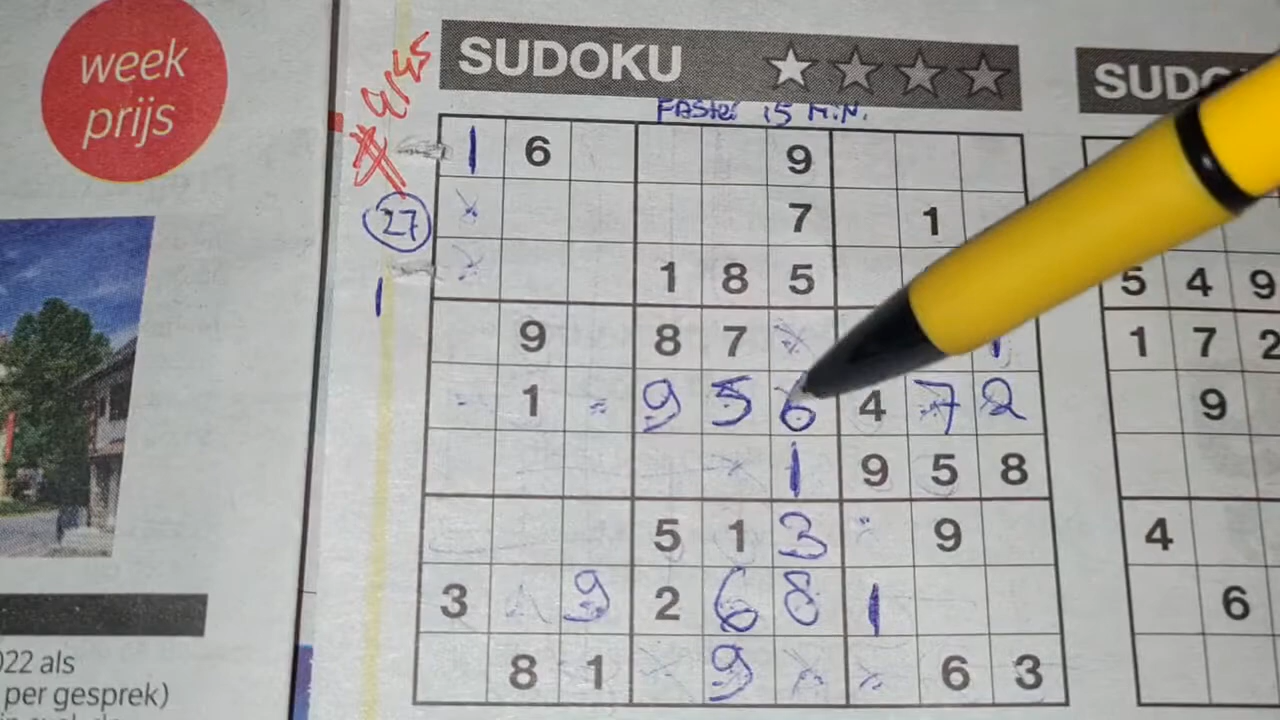 week
prijs
SUDOKU
SUD
FASter 15 MiN.
27
1
1 6 9
7 1
1 8 5
9 8 7 1
1 9 5 6 4 7 2
1 9 5 8
5 1 3 9
3 9 2 6 8 1
8 1 9 6 3
5 4 9
1 7 2
9
4
6
022 als
per gesprek)